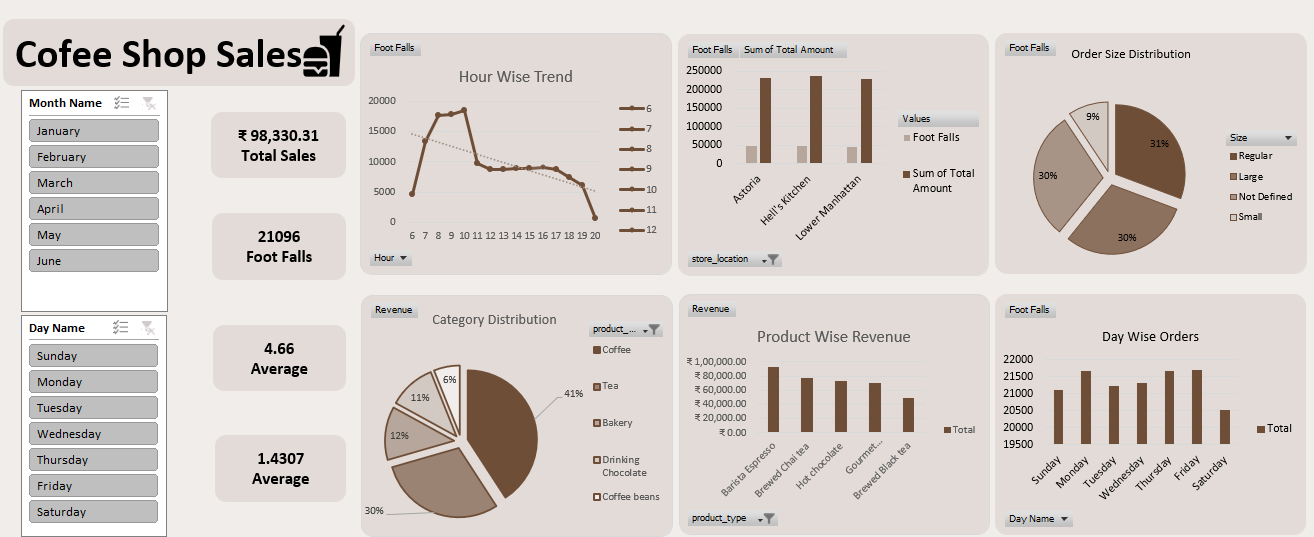 Cofee Shop Sales
Month Name
January
February
March
April
May
June
Day Name
Sunday
Monday
Tuesday
Wednesday
Thursday
Friday
Saturday
₹ 98,330.31
Total Sales
21096
Foot Falls
4.66
Average
1.4307
Average
Foot Falls
Hour Wise Trend
20000
15000
10000
5000
0
6 7 8 9 10 11 12 13 14 15 16 17 18 19 20
6
7
8
9
10
11
12
Hour
Foot Falls Sum of Total Amount
250000
200000
150000
100000
50000
0
Astoria
Hell's Kitchen
Lower Manhattan
Values
Foot Falls
Sum of Total
Amount
store_location
Foot Falls
Order Size Distribution
9%
31%
30%
30%
Size
Regular
Large
Not Defined
Small
Revenue
Category Distribution
6%
11%
12%
41%
30%
product_...
Coffee
Tea
Bakery
Drinking
Chocolate
Coffee beans
Revenue
Product Wise Revenue
₹ 1,00,000.00
₹ 80,000.00
₹ 60,000.00
₹ 40,000.00
₹ 20,000.00
₹ 0.00
Barista Espresso
Brewed Chai tea
Hot chocolate
Gourmet...
Brewed Black tea
Total
product_type
Foot Falls
Day Wise Orders
22000
21500
21000
20500
20000
19500
Sunday
Monday
Tuesday
Wednesday
Thursday
Friday
Saturday
Total
Day Name